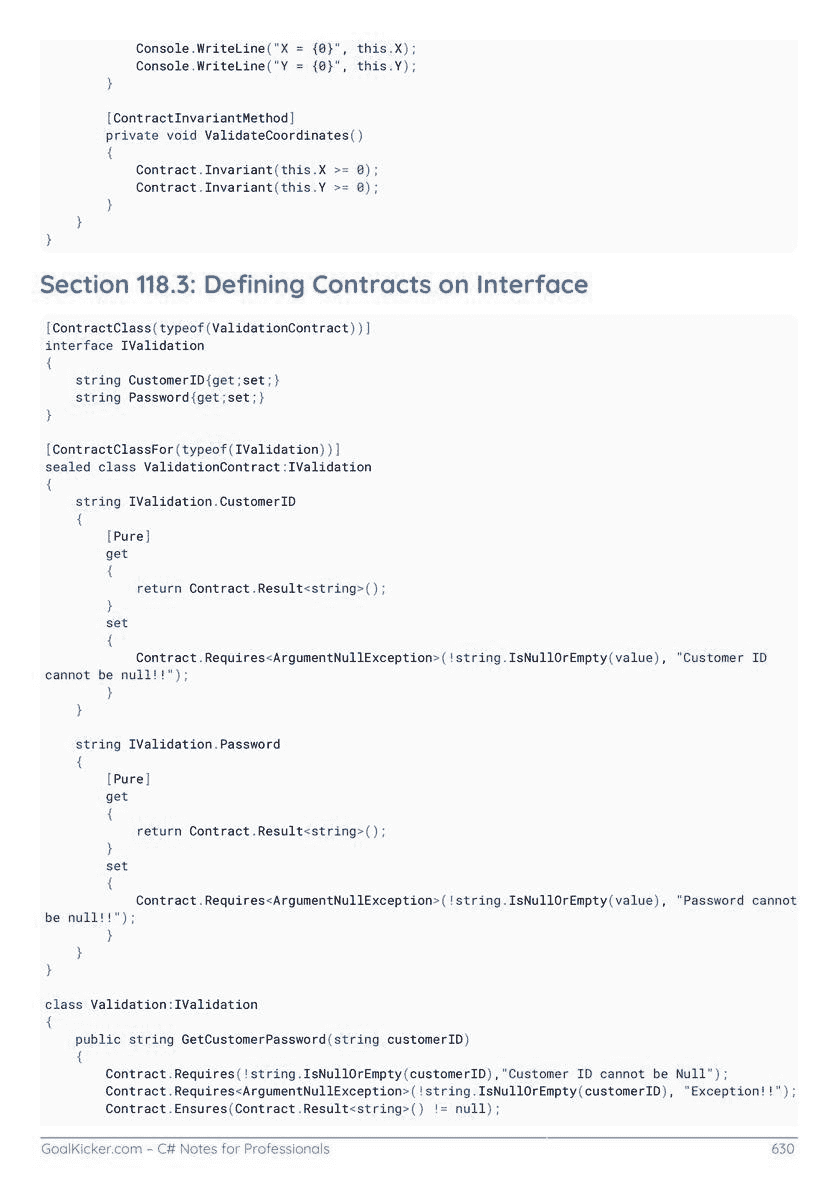 Console.WriteLine("X = {0}", this.X);
            Console.WriteLine("Y = {0}", this.Y);
        }

        [ContractInvariantMethod]
        private void ValidateCoordinates()
        {
            Contract.Invariant(this.X >= 0);
            Contract.Invariant(this.Y >= 0);
        }
    }
}
Section 118.3: Defining Contracts on Interface
[ContractClass(typeof(ValidationContract))]
interface IValidation
{
    string CustomerID{get;set;}
    string Password{get;set;}
}

[ContractClassFor(typeof(IValidation))]
sealed class ValidationContract:IValidation
{
    string IValidation.CustomerID
    {
        [Pure]
        get
        {
            return Contract.Result<string>();
        }
        set
        {
            Contract.Requires<ArgumentNullException>(!string.IsNullOrEmpty(value), "Customer ID
cannot be null!!");
        }
    }

    string IValidation.Password
    {
        [Pure]
        get
        {
            return Contract.Result<string>();
        }
        set
        {
            Contract.Requires<ArgumentNullException>(!string.IsNullOrEmpty(value), "Password cannot
be null!!");
        }
    }
}

class Validation:IValidation
{
    public string GetCustomerPassword(string customerID)
    {
        Contract.Requires(!string.IsNullOrEmpty(customerID),"Customer ID cannot be Null");
        Contract.Requires<ArgumentNullException>(!string.IsNullOrEmpty(customerID), "Exception!!");
        Contract.Ensures(Contract.Result<string>() != null);
GoalKicker.com – C# Notes for Professionals
630